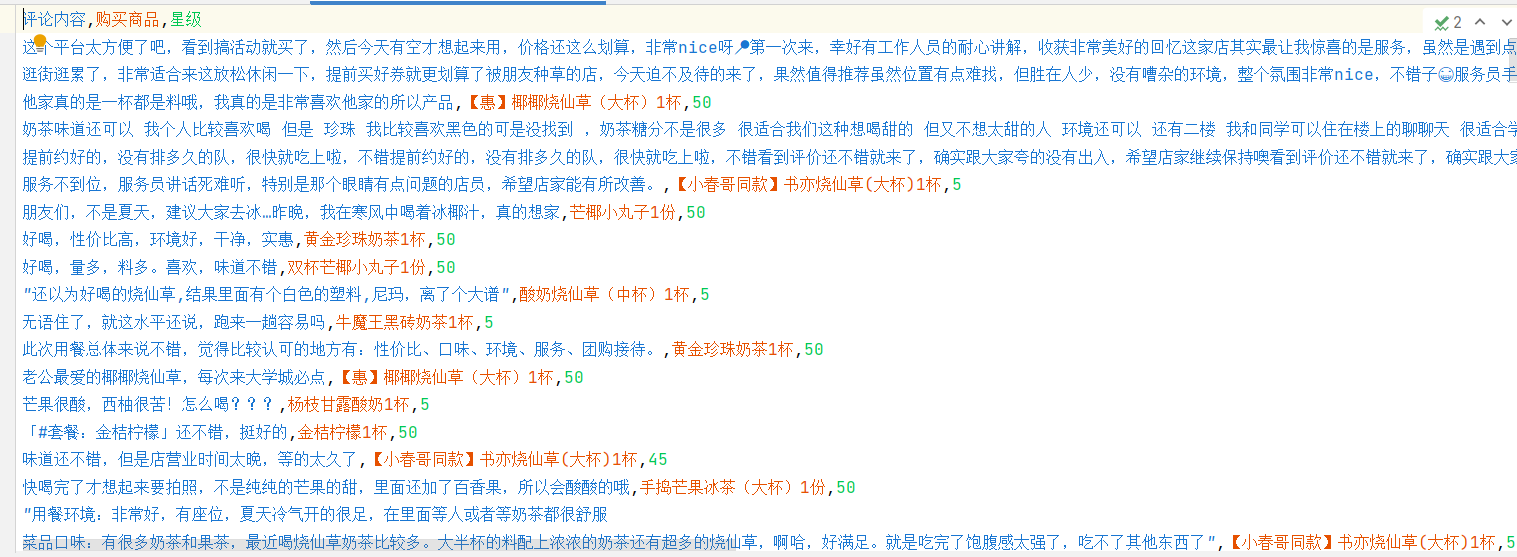 评论内容,购买商品,星级
2
这个平台太方便了吧，看到搞活动就买了，然后今天有空才想起来用，价格还这么划算，非常nice呀🎤第一次来，幸好有工作人员的耐心讲解，收获非常美好的回忆这家店其实最让我惊喜的是服务，虽然是遇到点
逛街逛累了，非常适合来这放松休闲一下，提前买好券就更划算了被朋友种草的店，今天迫不及待的来了，果然值得推荐虽然位置有点难找，但胜在人少，没有嘈杂的环境，整个氛围非常nice，不错子😂服务员手
他家真的是一杯都是料哦，我真的是非常喜欢他家的所以产品,【惠】椰椰烧仙草（大杯）1杯,50
奶茶味道还可以 我个人比较喜欢喝 但是 珍珠 我比较喜欢黑色的可是没找到 ，奶茶糖分不是很多 很适合我们这种想喝甜的 但又不想太甜的人 环境还可以 还有二楼 我和同学可以住在楼上的聊聊天 很适合学
提前约好的，没有排多久的队，很快就吃上啦，不错提前约好的，没有排多久的队，很快就吃上啦，不错看到评价还不错就来了，确实跟大家夸的没有出入，希望店家继续保持噢看到评价还不错就来了，确实跟大家
服务不到位，服务员讲话死难听，特别是那个眼睛有点问题的店员，希望店家能有所改善。,【小春哥同款】书亦烧仙草(大杯)1杯,5
朋友们，不是夏天，建议大家去冰…昨晚，我在寒风中喝着冰椰汁，真的想家,芒椰小丸子1份,50
好喝，性价比高，环境好，干净，实惠,黄金珍珠奶茶1杯,50
好喝，量多，料多。喜欢，味道不错,双杯芒椰小丸子1份,50
"还以为好喝的烧仙草,结果里面有个白色的塑料,尼玛，离了个大谱",酸奶烧仙草（中杯）1杯,5
无语住了，就这水平还说，跑来一趟容易吗,牛魔王黑砖奶茶1杯,5
此次用餐总体来说不错，觉得比较认可的地方有：性价比、口味、环境、服务、团购接待。,黄金珍珠奶茶1杯,50
老公最爱的椰椰烧仙草，每次来大学城必点,【惠】椰椰烧仙草（大杯）1杯,50
芒果很酸，西柚很苦！怎么喝？？？,杨枝甘露酸奶1杯,5
「#套餐：金桔柠檬」还不错，挺好的,金桔柠檬1杯,50
味道还不错，但是店营业时间太晚，等的太久了,【小春哥同款】书亦烧仙草(大杯)1杯,45
快喝完了才想起来要拍照，不是纯纯的芒果的甜，里面还加了百香果，所以会酸酸的哦,手捣芒果冰茶（大杯）1份,50
"用餐环境：非常好，有座位，夏天冷气开的很足，在里面等人或者等奶茶都很舒服
菜品口味：有很多奶茶和果茶，最近喝烧仙草奶茶比较多。大半杯的料配上浓浓的奶茶还有超多的烧仙草，啊哈，好满足。就是吃完了饱腹感太强了，吃不了其他东西了",【小春哥同款】书亦烧仙草(大杯)1杯,5